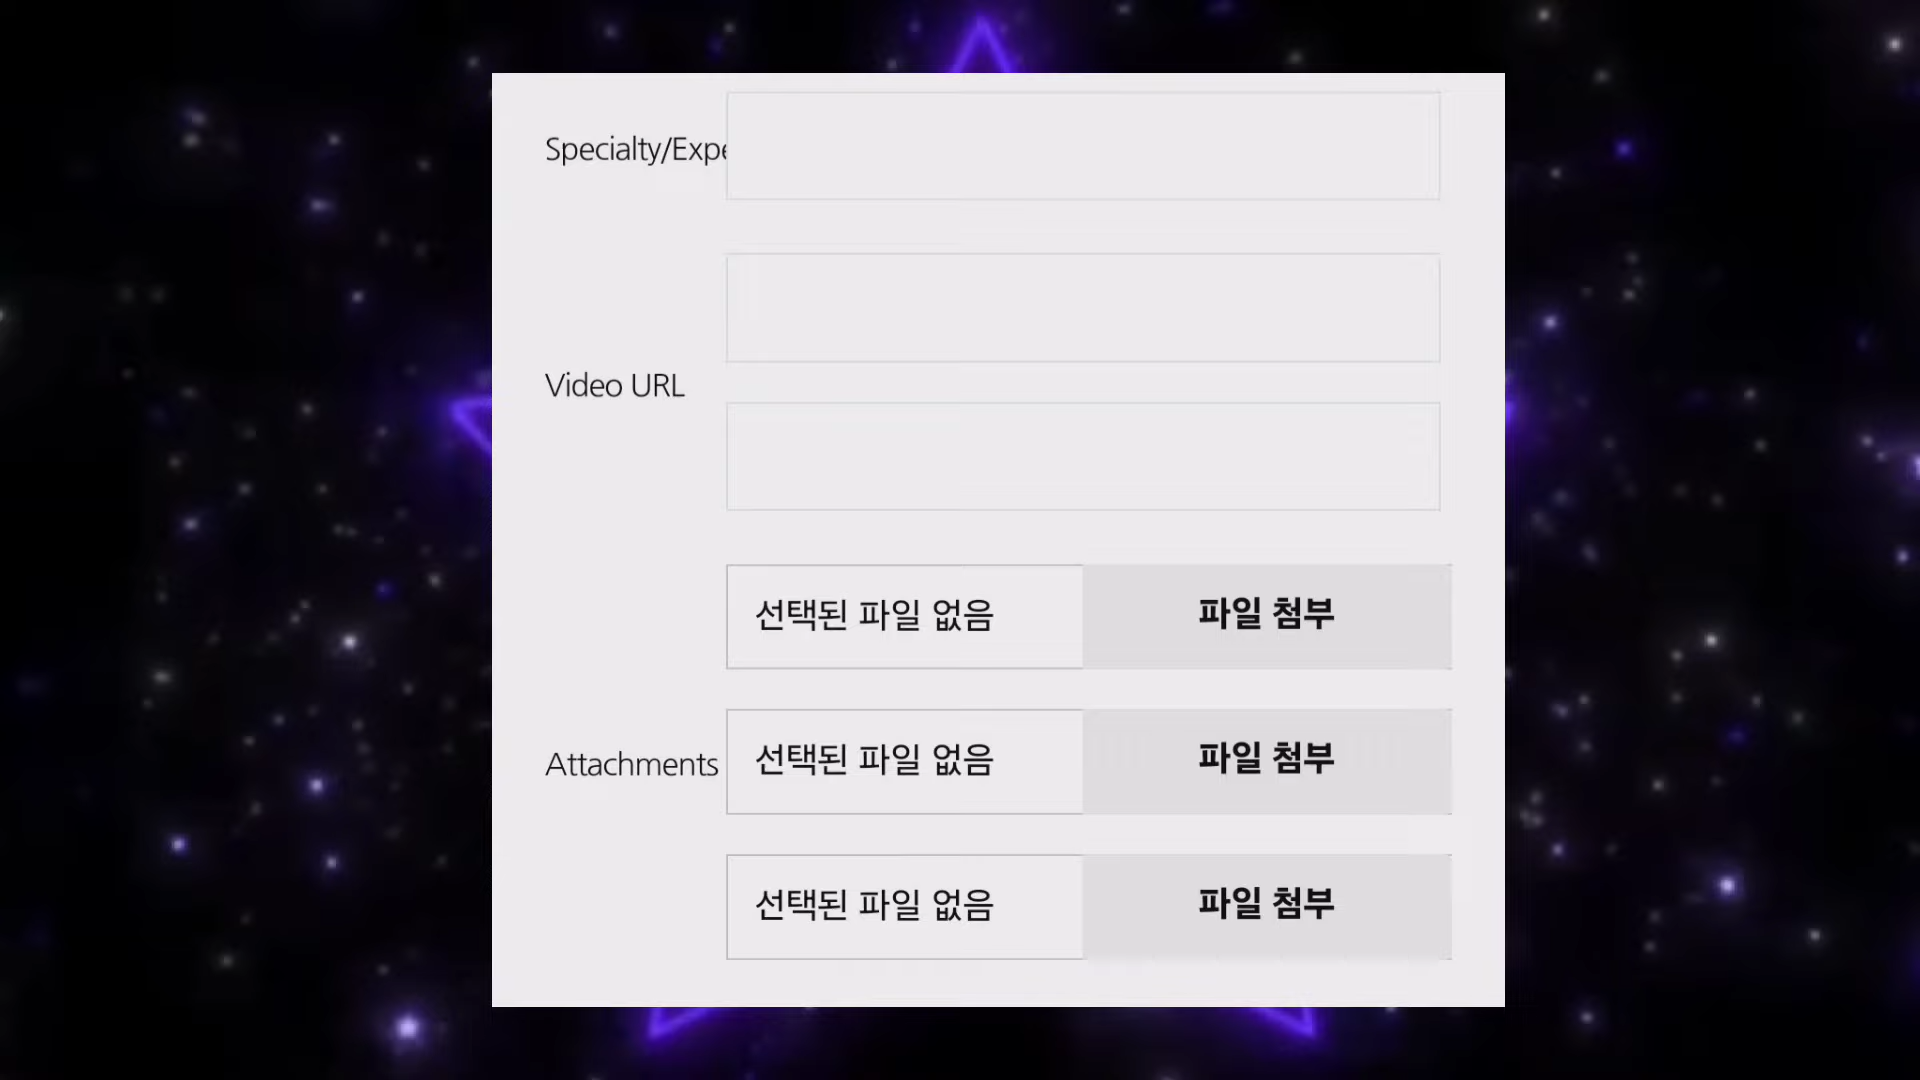 Specialty/Expe
Video URL
선택된 파일 없음 파일 첨부
Attachments 선택된 파일 없음 파일 첨부
선택된 파일 없음 파일 첨부